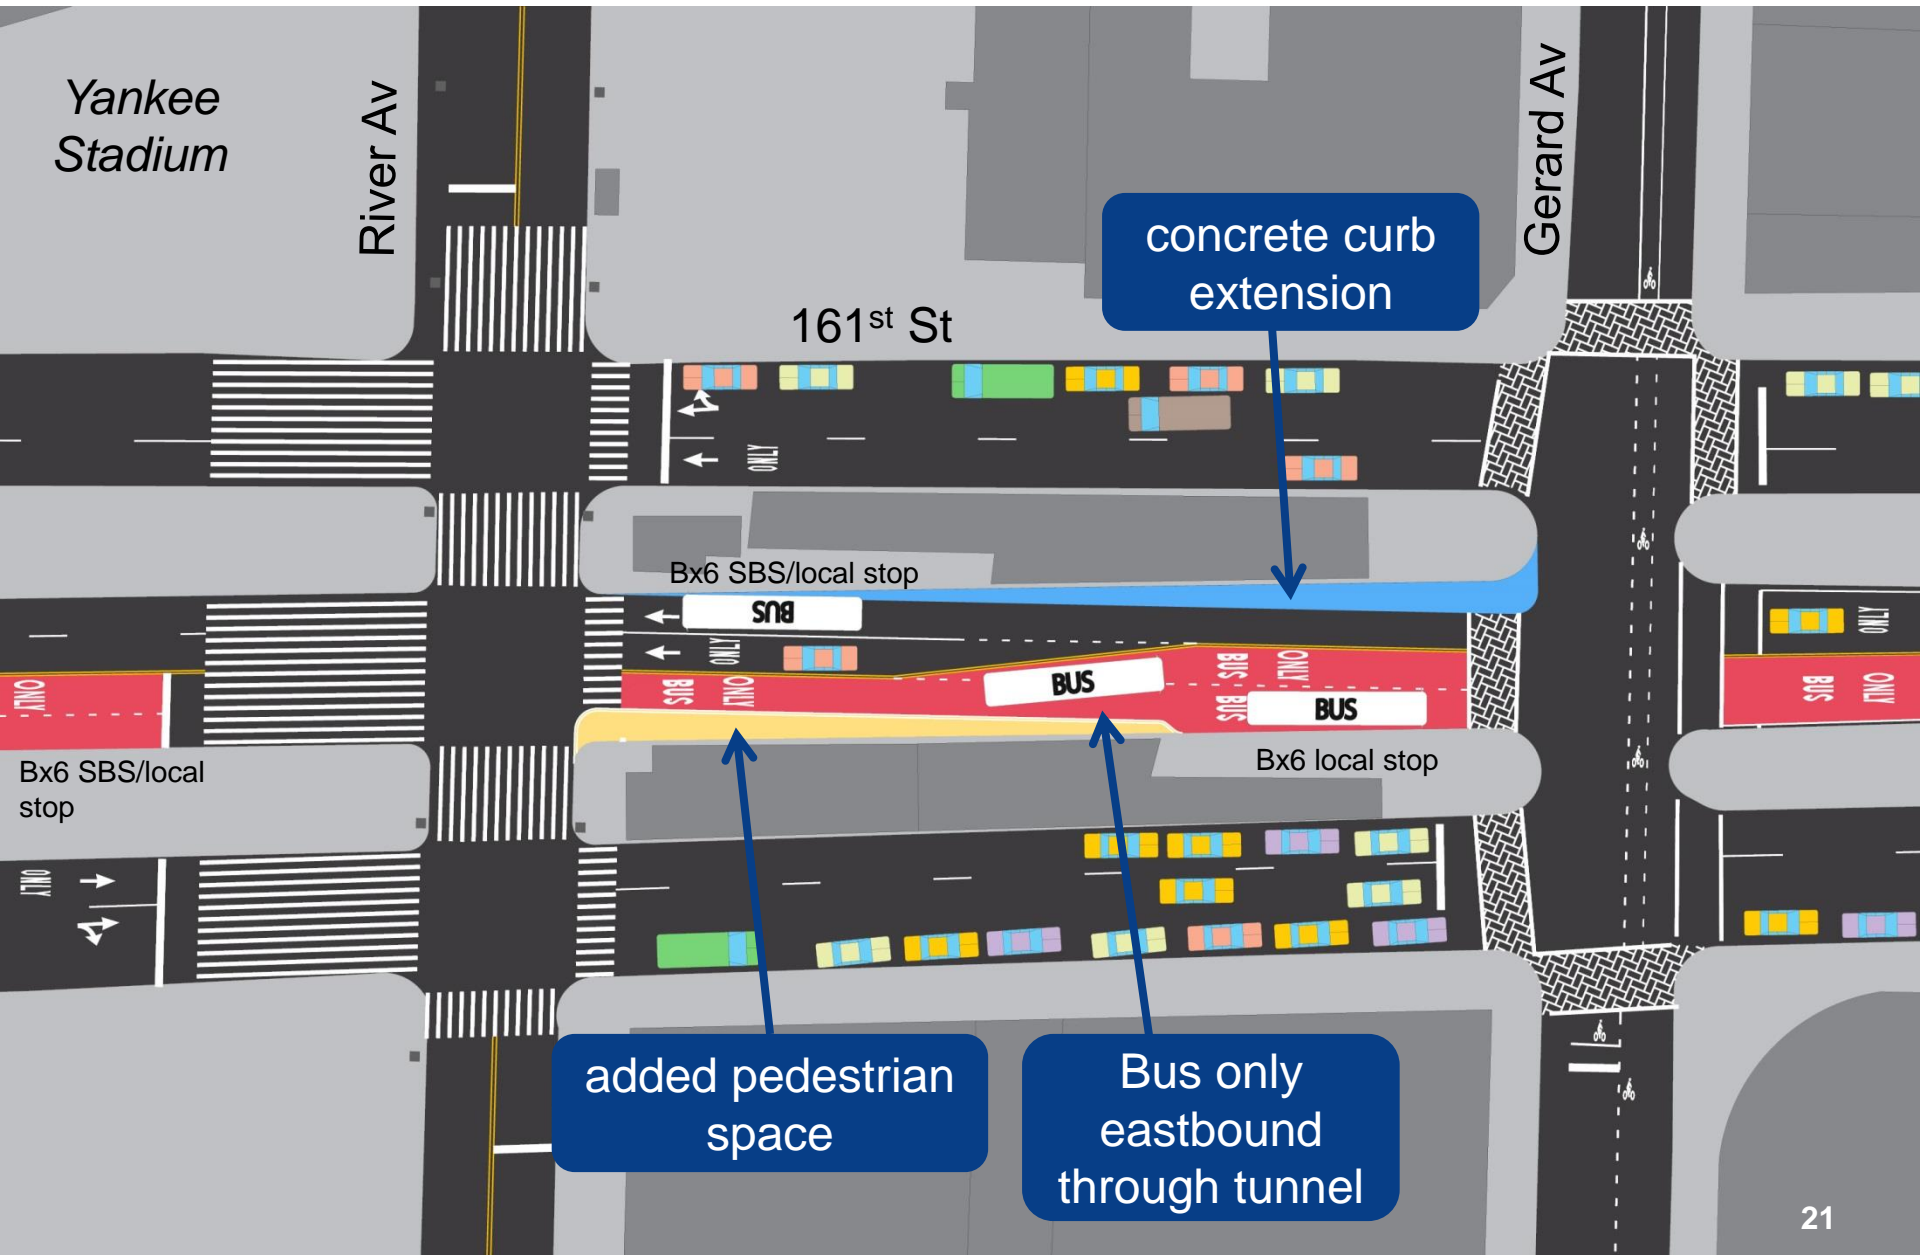 Yankee
Stadium
River Av
Gerard Av
concrete curb
extension
161st St
ONLY
Bx6 SBS/local stop
BUS
ONLY
ONLY
BUS
ONLY
BUS ONLY
BUS
BUS ONLY
BUS
BUS
BUS ONLY
Bx6 SBS/local
stop
Bx6 local stop
ONLY
added pedestrian
space
Bus only
eastbound
through tunnel
21